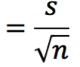 = s/√n